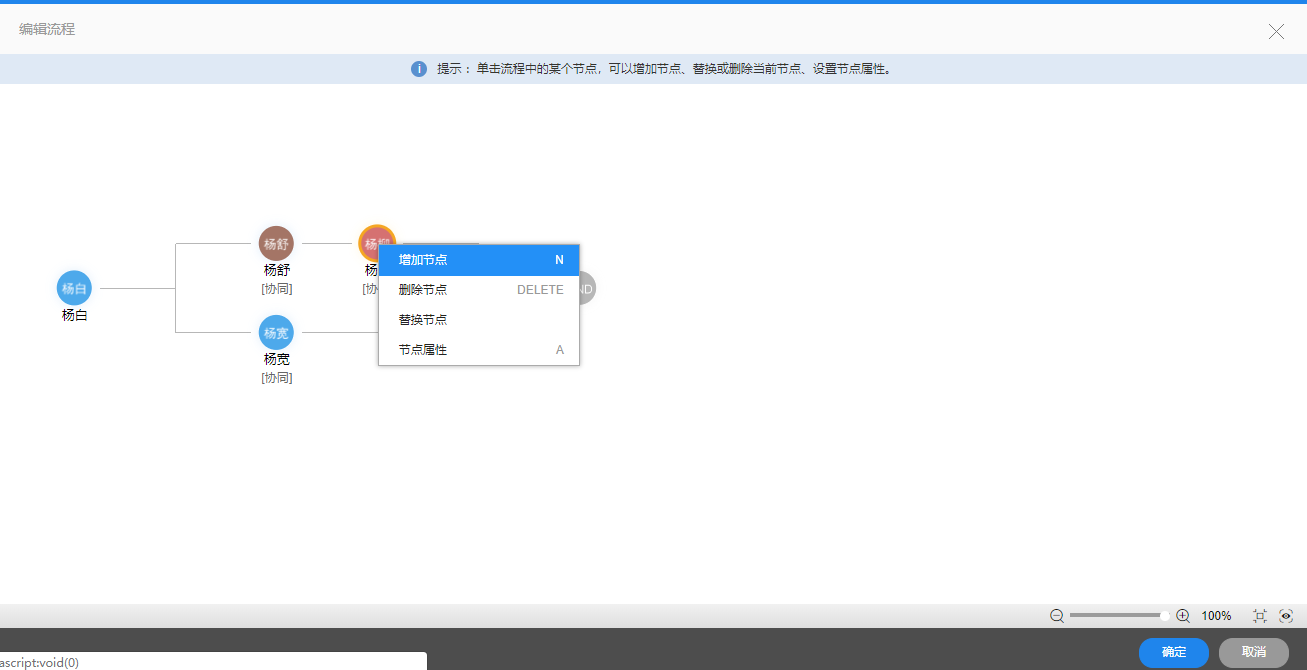 编辑流程
提示：单击流程中的某个节点，可以增加节点、替换或删除当前节点、设置节点属性。
杨白
杨白
杨舒
杨舒
[协同]
杨
杨
[协
杨宽
杨宽
[协同]
增加节点 N
删除节点 DELETE
替换节点
节点属性 A
ND
100%
确定
取消
ascript:void(0)